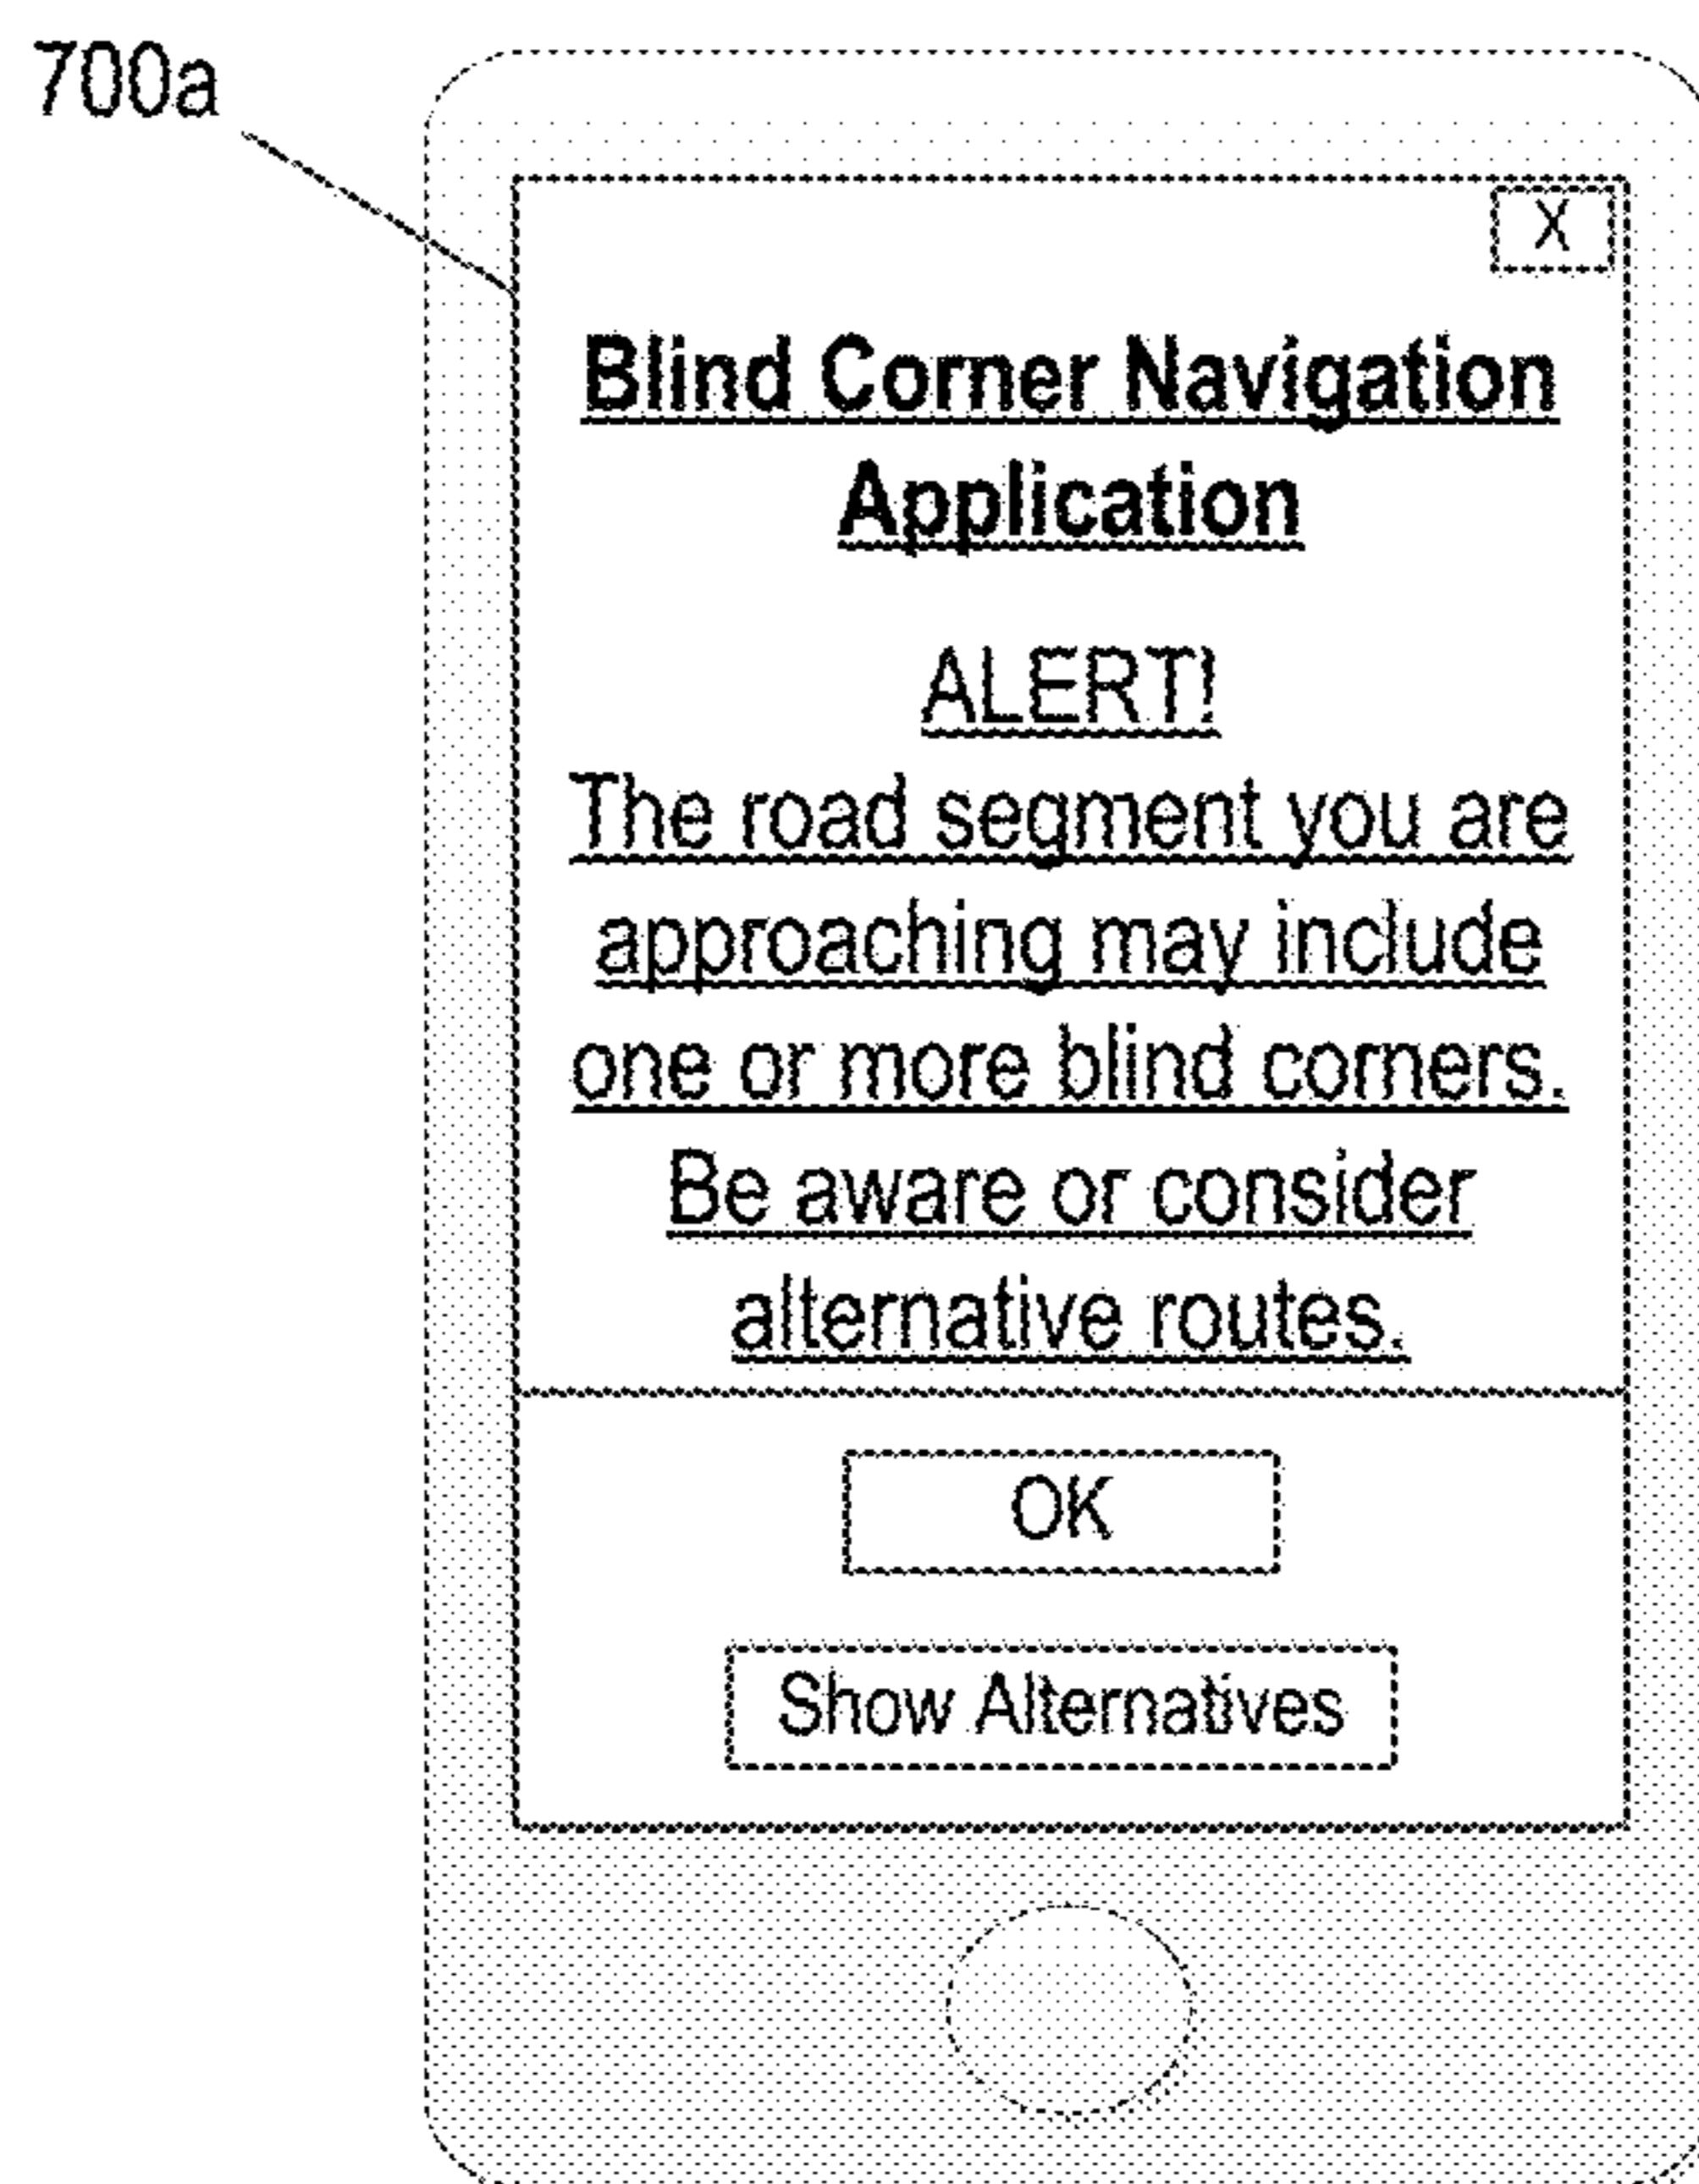 700a
X
Blind Corner Navigation
Application
ALERT!
The road segment you are
approaching may include
one or more blind corners.
Be aware or consider
alternative routes.
OK
Show Alternatives